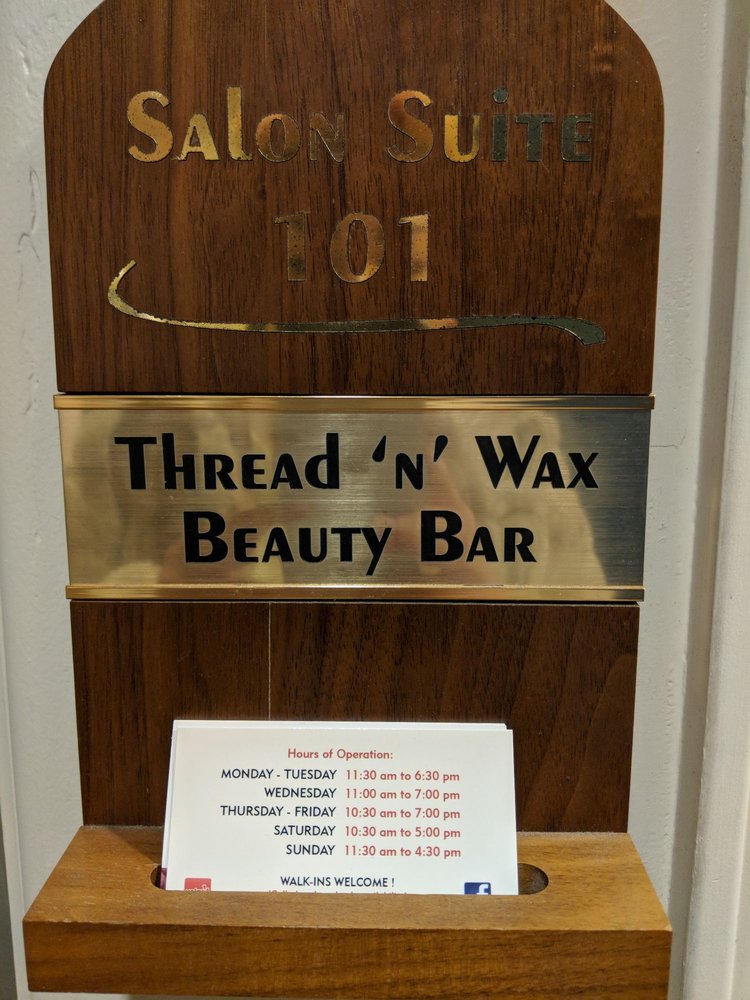 Salon Suite
101
Thread 'n' Wax
Beauty Bar
Hours of Operation:
MONDAY - TUESDAY 11:30 am to 6:30 pm
WEDNESDAY 11:00 am to 7:00 pm
THURSDAY - FRIDAY 10:30 am to 7:00 pm
SATURDAY 10:30 am to 5:00 pm
SUNDAY 11:30 am to 4:30 pm
WALK-INS WELCOME !
f